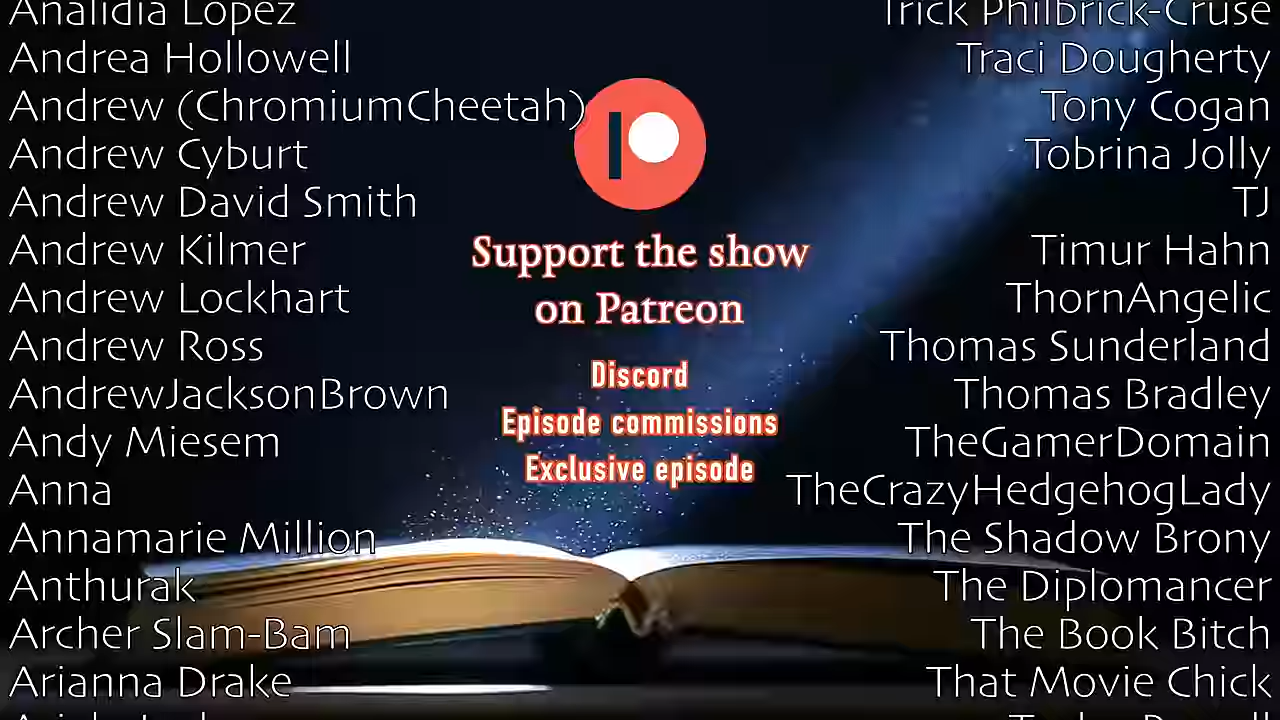 Analidia Lopez
Andrea Hollowell
Andrew (ChromiumCheetah)
Andrew Cyburt
Andrew David Smith
Andrew Kilmer
Andrew Lockhart
Andrew Ross
AndrewJacksonBrown
Andy Miesem
Anna
Annamarie Million
Anthurak
Archer Slam-Bam
Arianna Drake
Support the show
on Patreon
Discord
Episode commissions
Exclusive episode
Trick Philbrick-Cruse
Traci Dougherty
Tony Cogan
Tobrina Jolly
TJ
Timur Hahn
ThornAngelic
Thomas Sunderland
Thomas Bradley
TheGamerDomain
TheCrazyHedgehogLady
The Shadow Brony
The Diplomancer
The Book Bitch
That Movie Chick